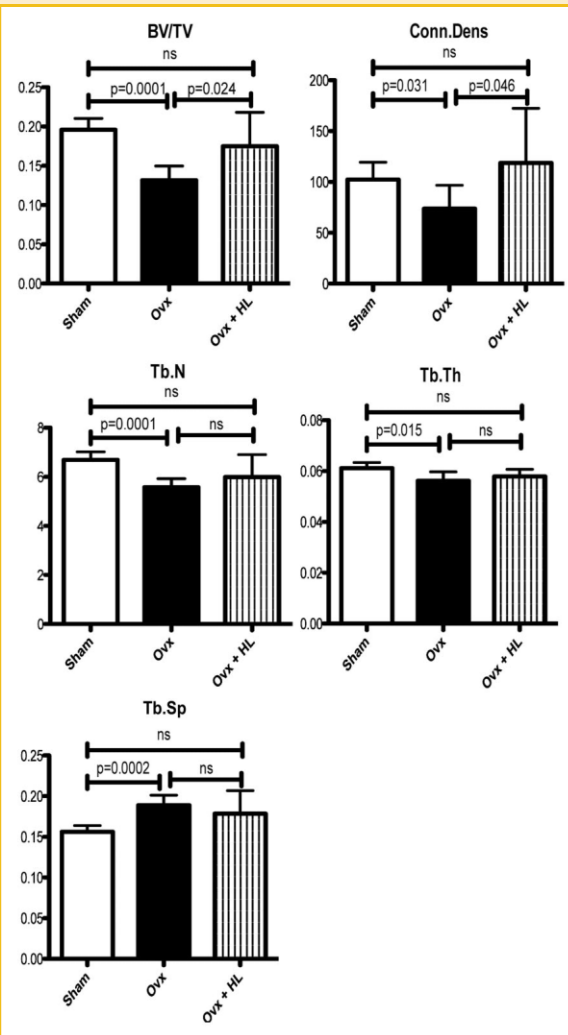 BV/TV
ns
p=0.0001 p=0.024
0.25
0.20
0.15
0.10
0.05
0.00
Sham Ovx Ovx + HL
Conn.Dens
ns
p=0.031 p=0.046
200
150
100
50
0
Sham Ovx Ovx + HL
Tb.N
ns
p=0.0001 ns
8
6
4
2
0
Sham Ovx Ovx + HL
Tb.Th
ns
p=0.015 ns
0.08
0.06
0.04
0.02
0.00
Sham Ovx Ovx + HL
Tb.Sp
ns
p=0.0002 ns
0.25
0.20
0.15
0.10
0.05
0.00
Sham Ovx Ovx + HL